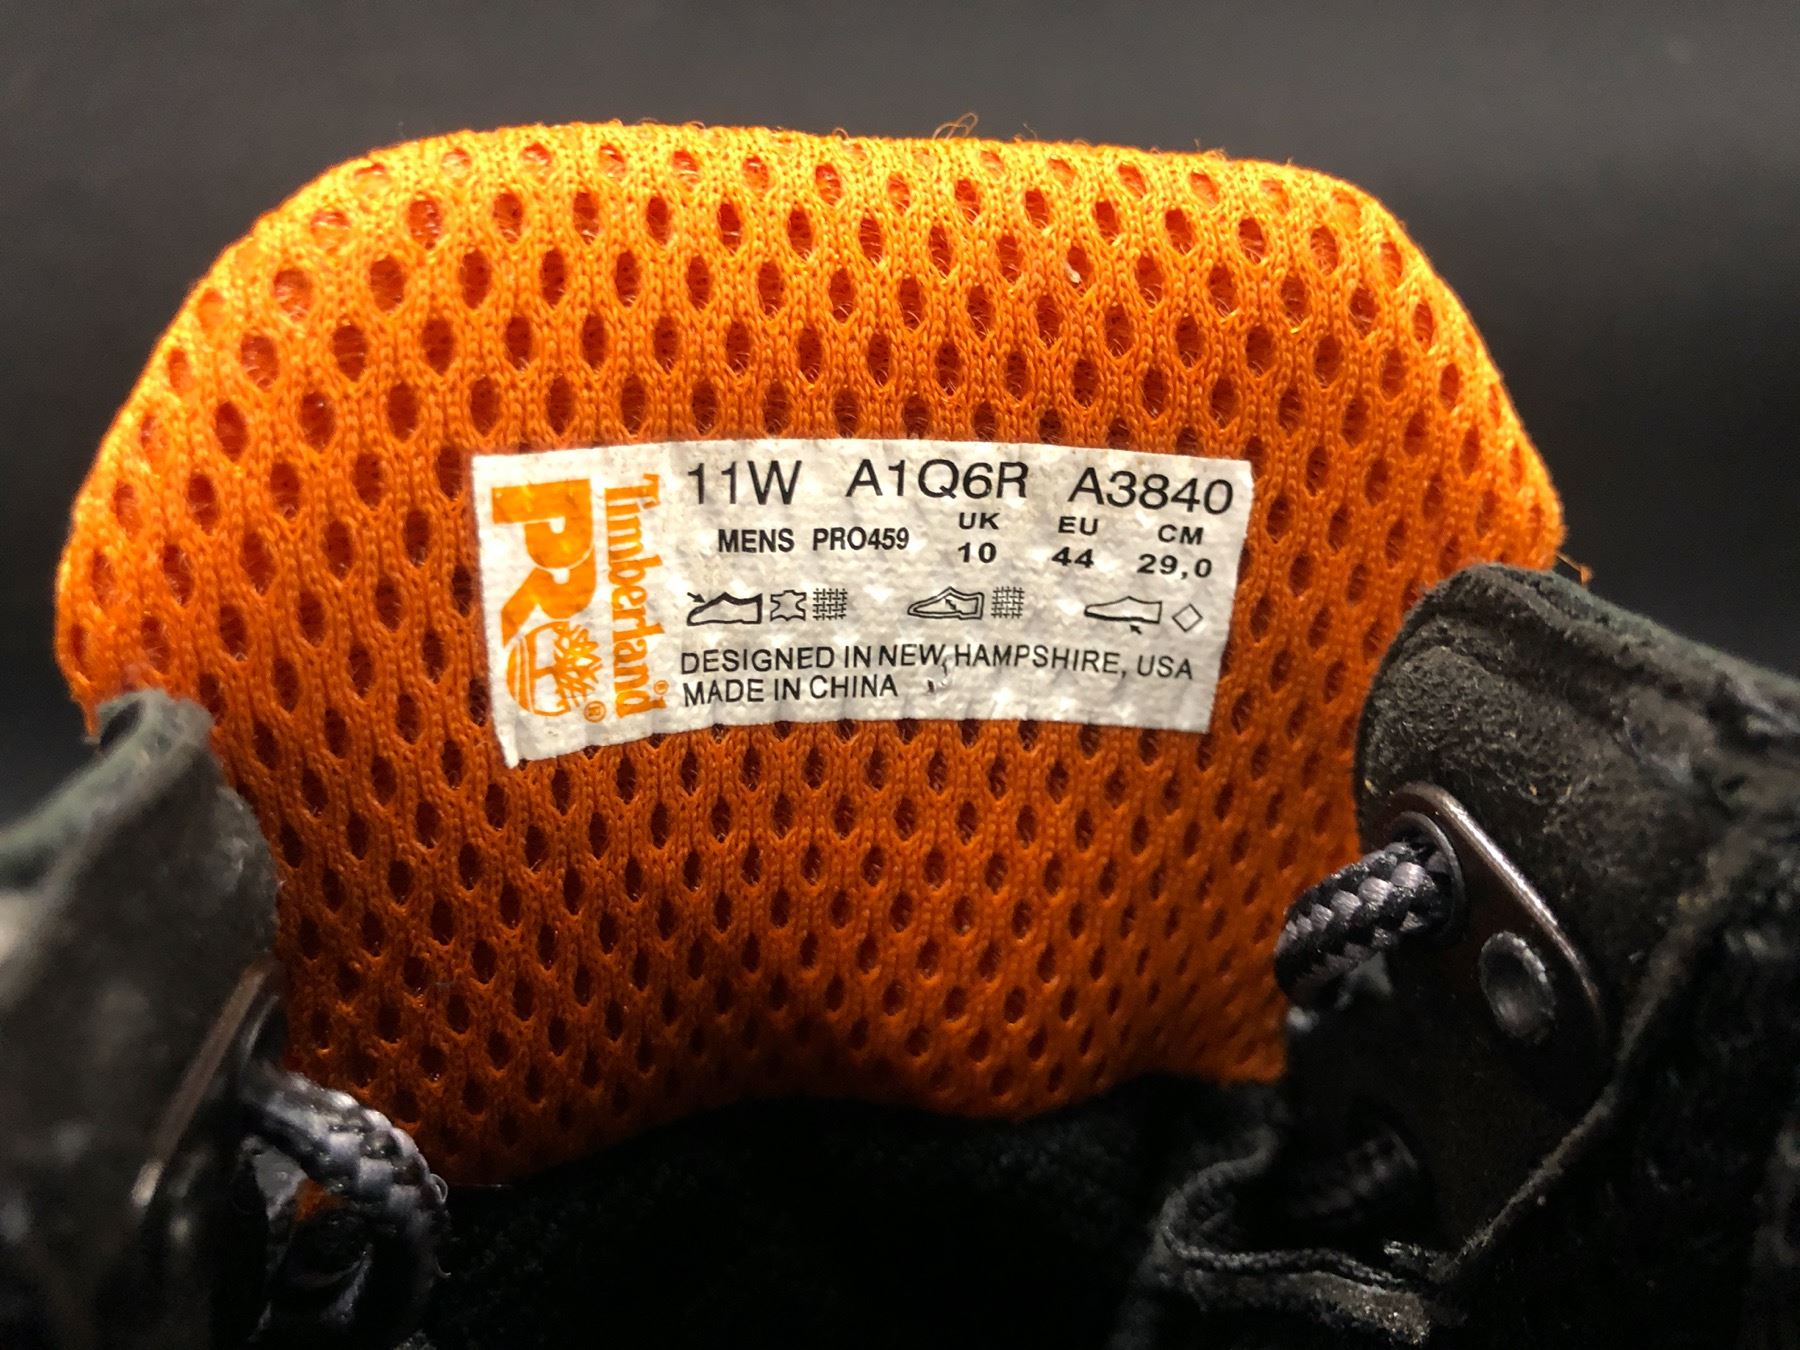 PRO
Timberland®
®
11W A1Q6R A3840
MENS PRO459 UK 10 EU 44 CM 29,0
DESIGNED IN NEW HAMPSHIRE, USA
MADE IN CHINA